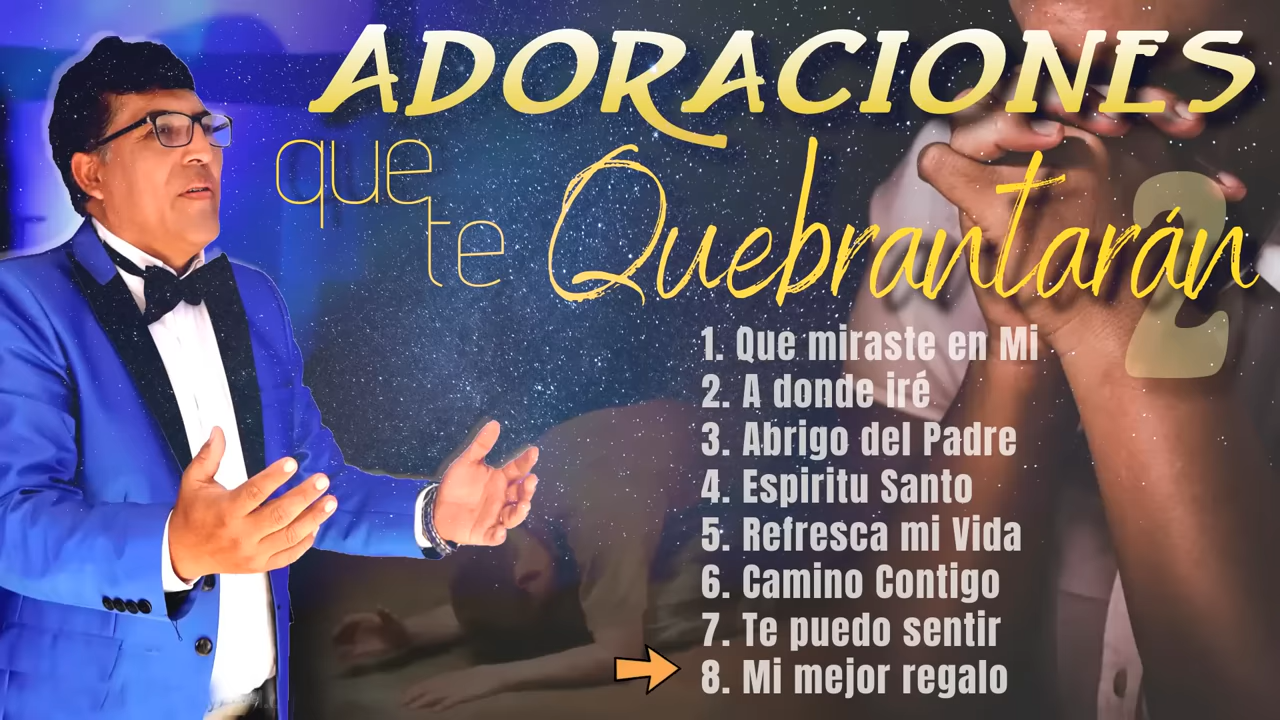 ADORACIONES
que
te Quebrantarán
2
1. Que miraste en Mi
2. A donde iré
3. Abrigo del Padre
4. Espiritu Santo
5. Refresca mi Vida
6. Camino Contigo
7. Te puedo sentir
8. Mi mejor regalo